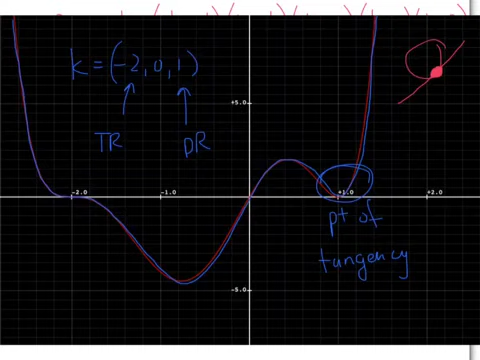 k = (-2, 0, 1)
TR
DR
+5.0
-2.0
-1.0
0
+1.0
+2.0
pt of
tangency
-5.0